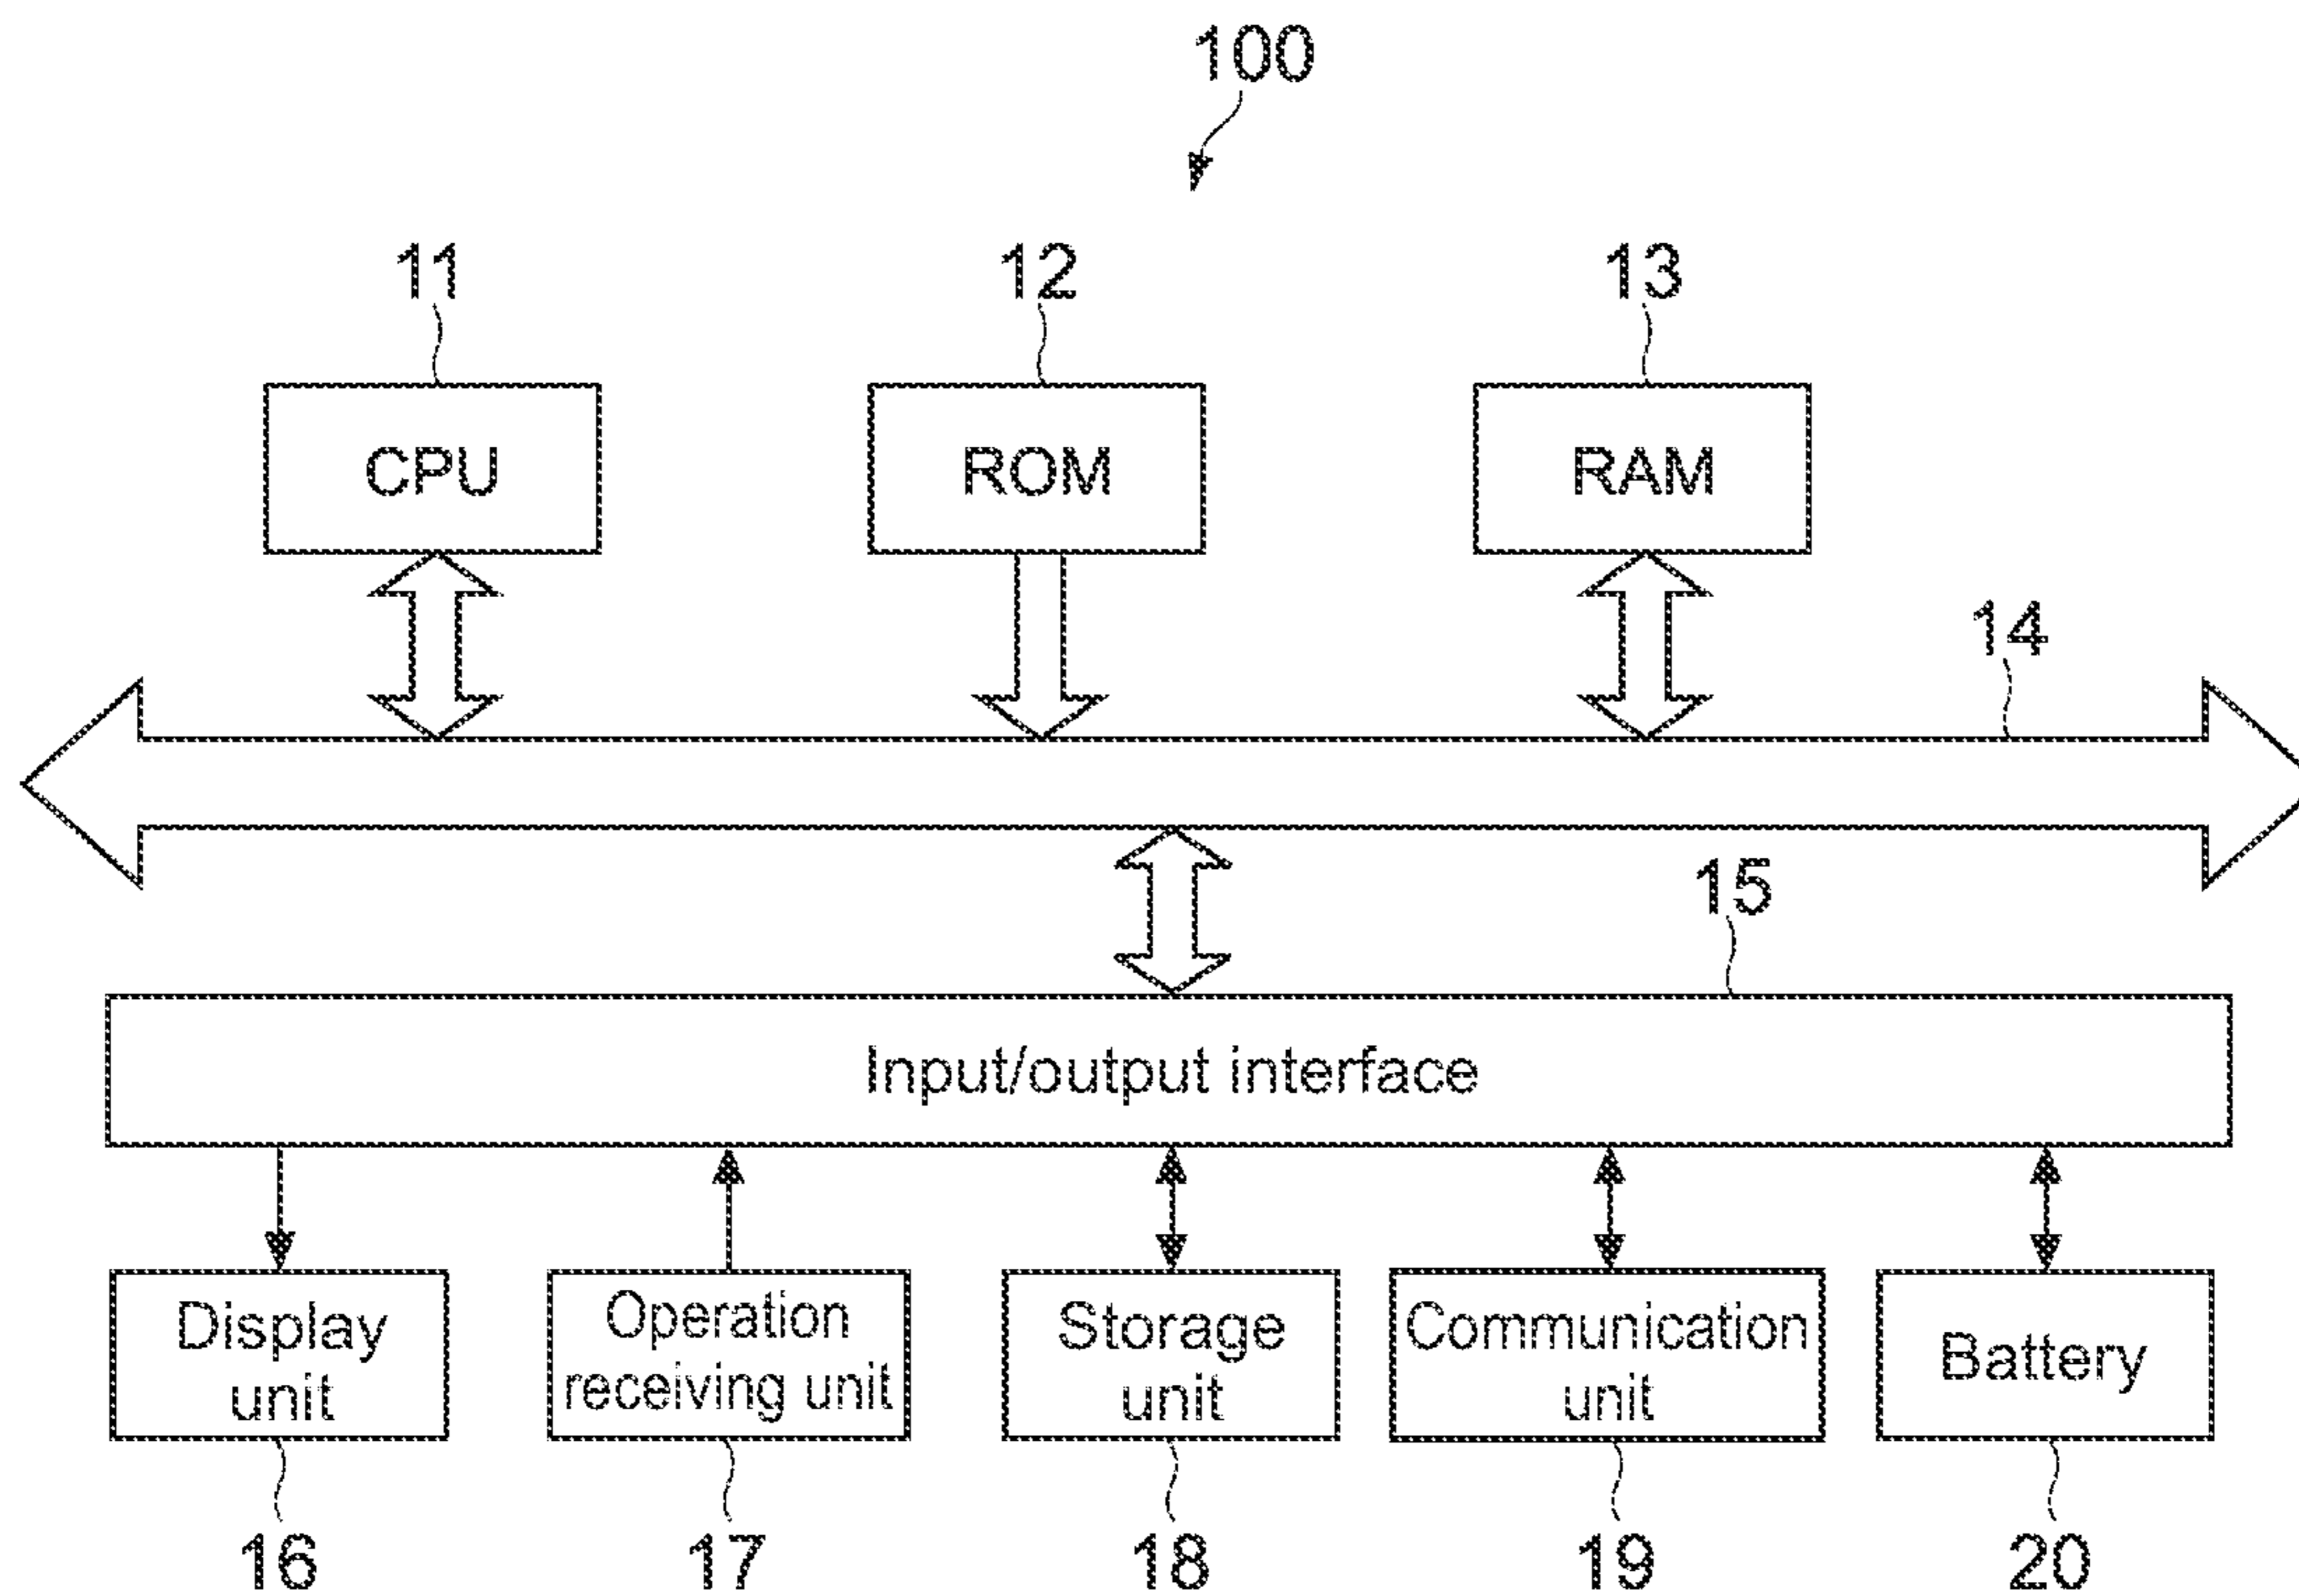 100
11
12
13
CPU
ROM
RAM
14
15
Input/output interface
Display
unit
Operation
receiving unit
Storage
unit
Communication
unit
Battery
16
17
18
19
20